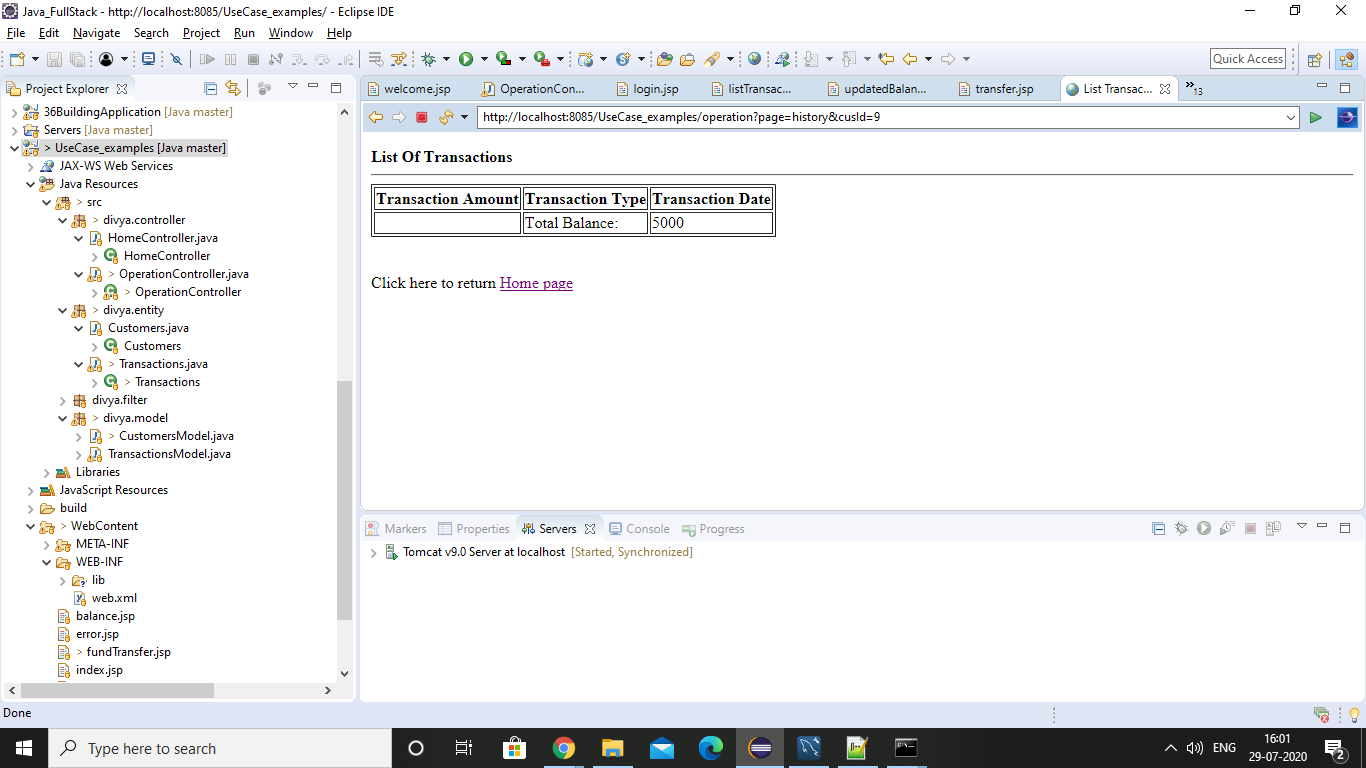 Java_FullStack - http://localhost:8085/UseCase_examples/ - Eclipse IDE
File Edit Navigate Search Project Run Window Help
Quick Access
Project Explorer
36BuildingApplication [Java master]
Servers [Java master]
> UseCase_examples [Java master]
JAX-WS Web Services
Java Resources
> src
> divya.controller
HomeController.java
HomeController
> OperationController.java
> OperationController
> divya.entity
Customers.java
Customers
> Transactions.java
> Transactions
divya.filter
> divya.model
> CustomersModel.java
TransactionsModel.java
Libraries
JavaScript Resources
build
> WebContent
META-INF
WEB-INF
lib
web.xml
balance.jsp
error.jsp
> fundTransfer.jsp
index.jsp
welcome.jsp OperationCon... login.jsp listTransac... updatedBalan... transfer.jsp List Transac... »13
http://localhost:8085/UseCase_examples/operation?page=history&cusId=9
List Of Transactions
Transaction Amount Transaction Type Transaction Date
Total Balance: 5000
Click here to return Home page
Markers Properties Servers Console Progress
Tomcat v9.0 Server at localhost [Started, Synchronized]
Done
Type here to search
ENG
16:01
29-07-2020
2